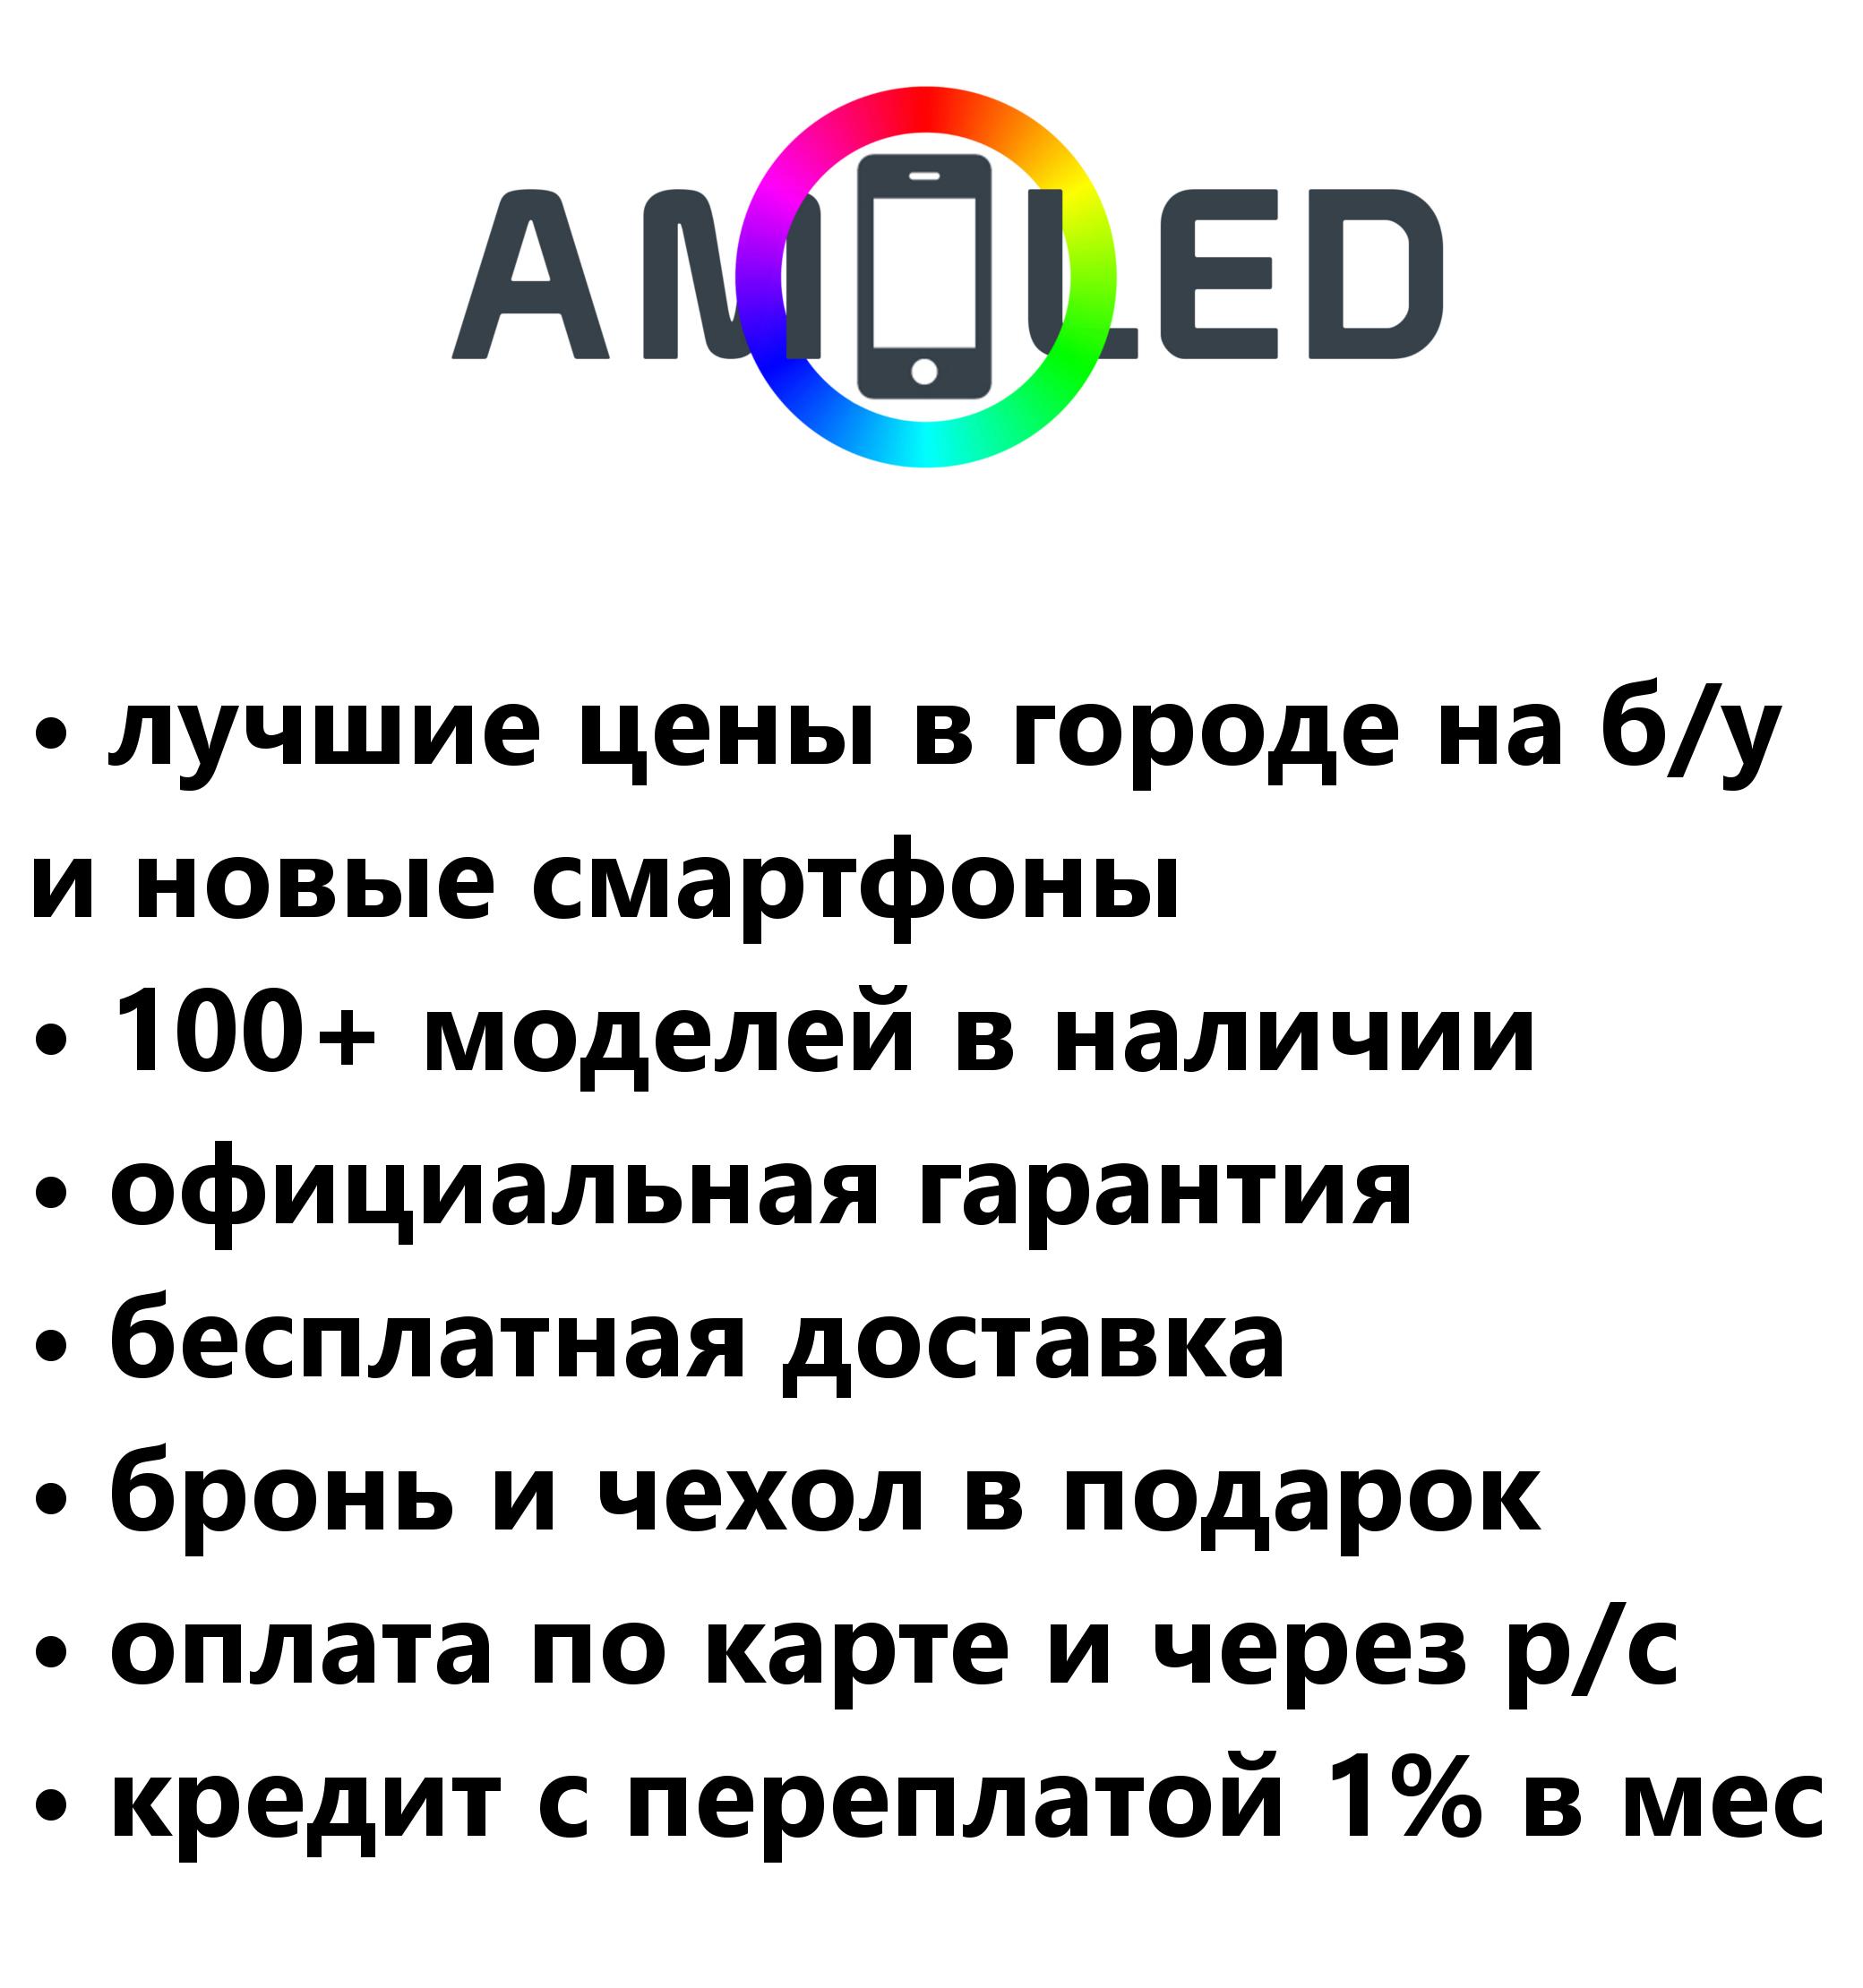 AMOLED
• лучшие цены в городе на б/у
и новые смартфоны
• 100+ моделей в наличии
• официальная гарантия
• бесплатная доставка
• бронь и чехол в подарок
• оплата по карте и через р/с
• кредит с переплатой 1% в мес